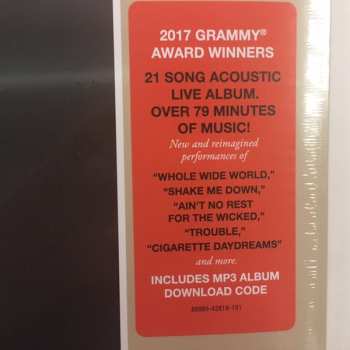 2017 GRAMMY®
AWARD WINNERS
21 SONG ACOUSTIC
LIVE ALBUM.
OVER 79 MINUTES
OF MUSIC!
New and reimagined
performances of
“WHOLE WIDE WORLD,”
“SHAKE ME DOWN,”
“AIN’T NO REST
FOR THE WICKED,”
“TROUBLE,”
“CIGARETTE DAYDREAMS”
and more.
INCLUDES MP3 ALBUM
DOWNLOAD CODE